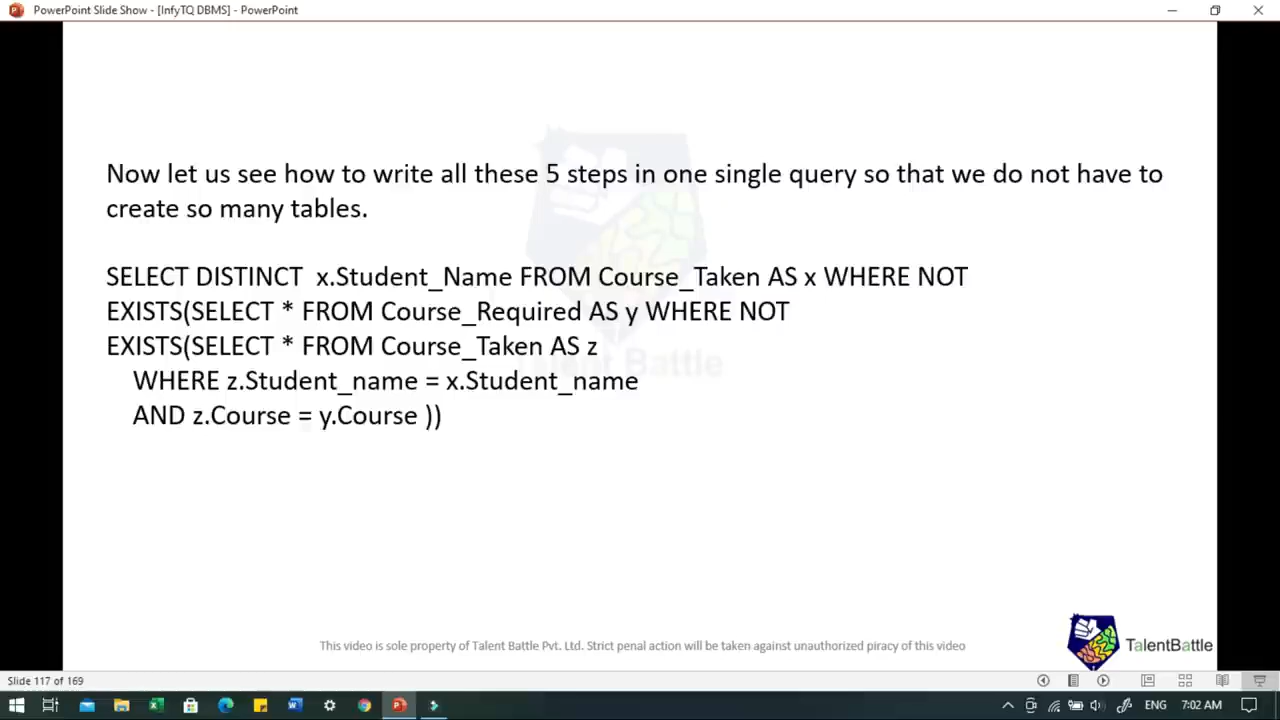 PowerPoint Slide Show - [InfyTQ DBMS] - PowerPoint
Now let us see how to write all these 5 steps in one single query so that we do not have to
create so many tables.
SELECT DISTINCT x.Student_Name FROM Course_Taken AS x WHERE NOT
EXISTS(SELECT * FROM Course_Required AS y WHERE NOT
EXISTS(SELECT * FROM Course_Taken AS z
WHERE z.Student_name = x.Student_name
AND z.Course = y.Course ))
Talent Battle
This video is sole property of Talent Battle Pvt. Ltd. Strict penal action will be taken against unauthorized piracy of this video
TalentBattle
Slide 117 of 169
ENG 7:02 AM